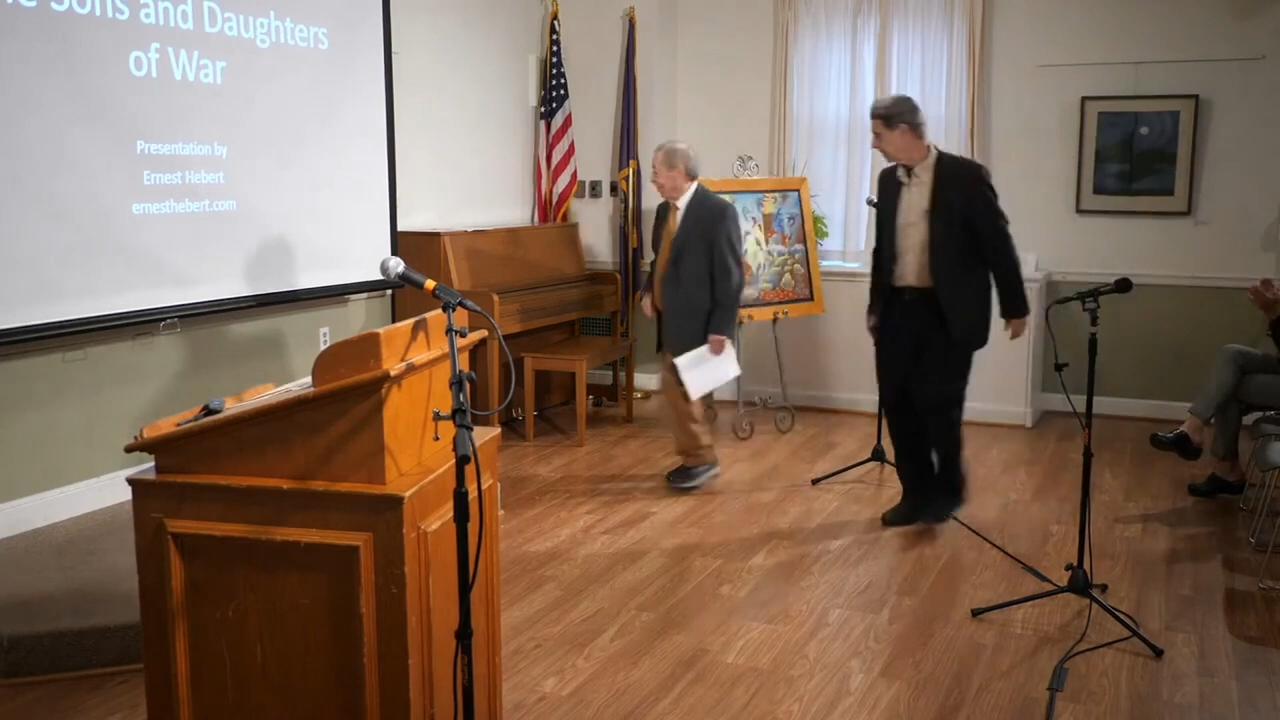 Sons and Daughters
of War
Presentation by
Ernest Hebert
ernesthebert.com